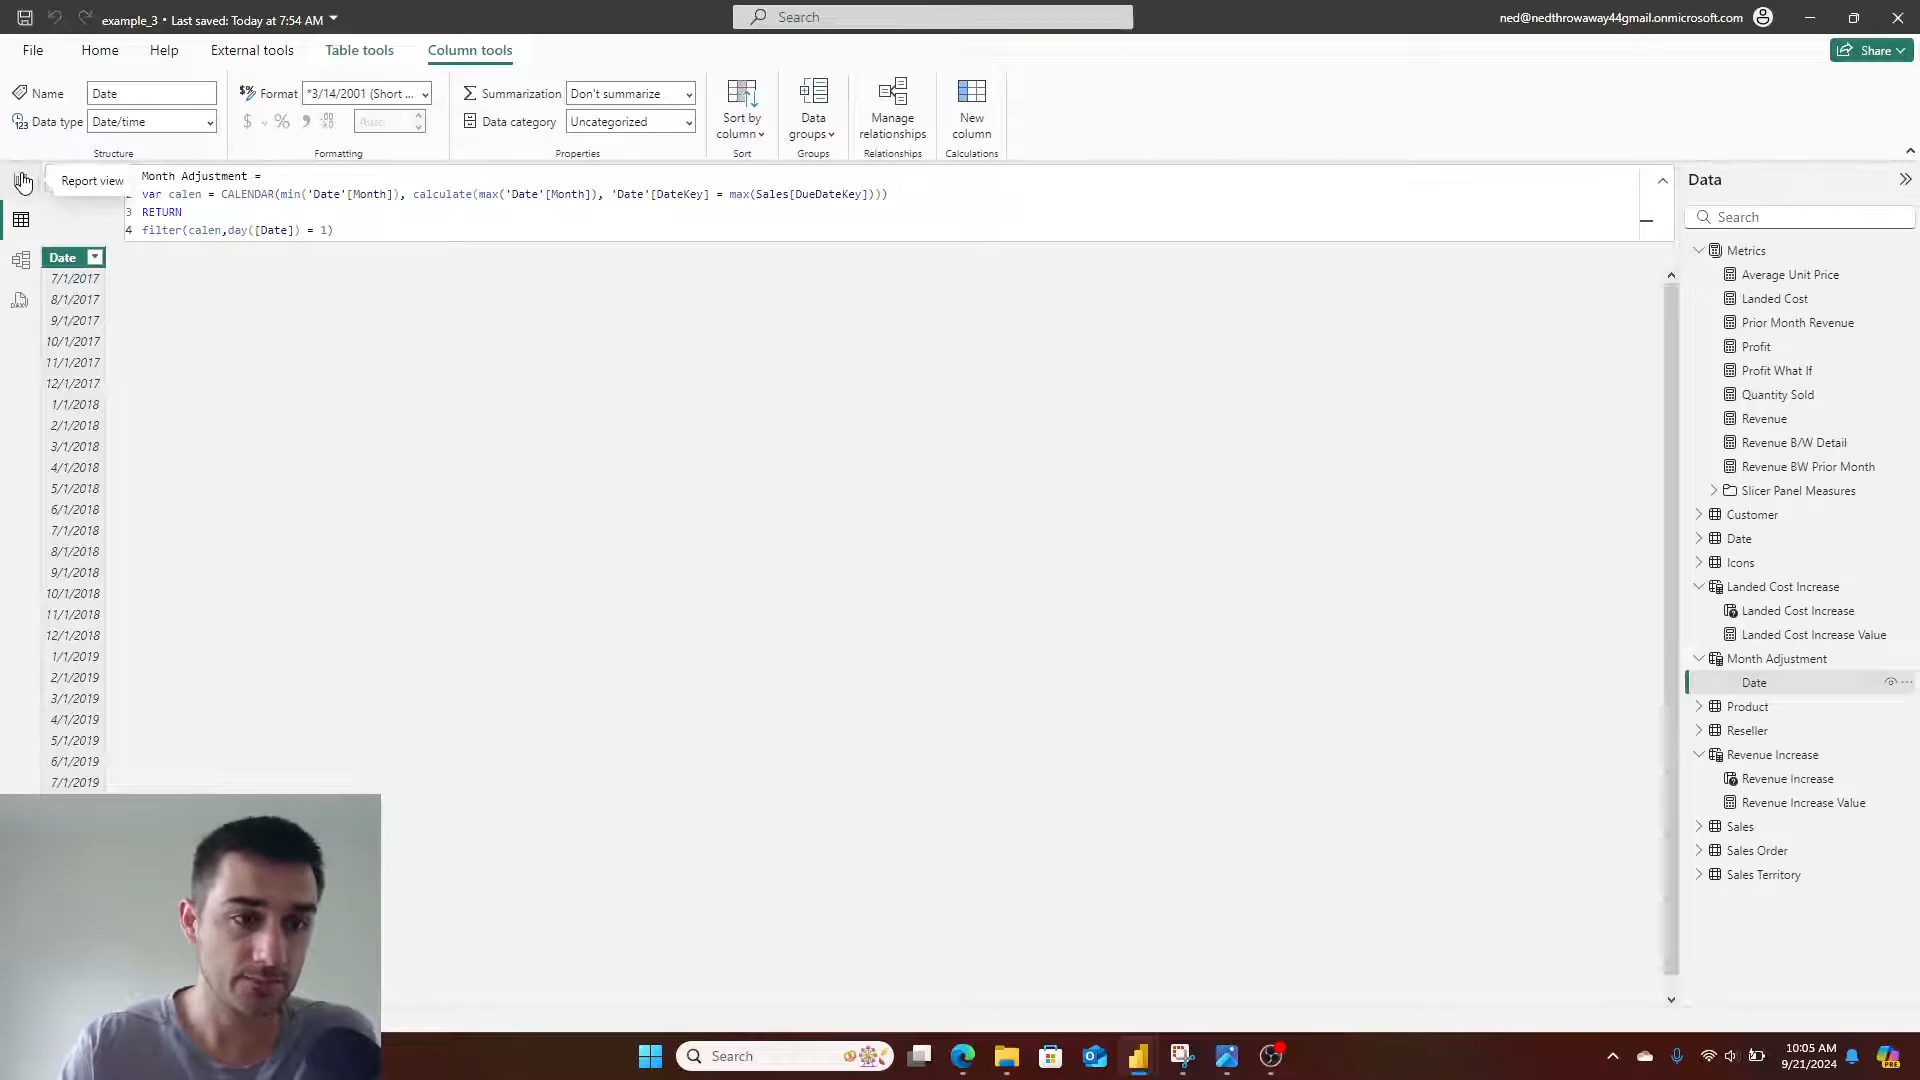 example_3 • Last saved: Today at 7:54 AM
Search
ned@nedthrowaway44gmail.onmicrosoft.com
File
Home
Help
External tools
Table tools
Column tools
Share
Name
Date
Format
*3/14/2001 (Short ...
Summarization
Don't summarize
Data type
Date/time
$
%
Auto
Data category
Uncategorized
Sort by
column
Data
groups
Manage
relationships
New
column
Structure
Formatting
Properties
Sort
Groups
Relationships
Calculations
Report view
Month Adjustment =
var calen = CALENDAR(min('Date'[Month]), calculate(max('Date'[Month]), 'Date'[DateKey] = max(Sales[DueDateKey])))
3 RETURN
4 filter(calen,day([Date]) = 1)
Date
7/1/2017
8/1/2017
9/1/2017
10/1/2017
11/1/2017
12/1/2017
1/1/2018
2/1/2018
3/1/2018
4/1/2018
5/1/2018
6/1/2018
7/1/2018
8/1/2018
9/1/2018
10/1/2018
11/1/2018
12/1/2018
1/1/2019
2/1/2019
3/1/2019
4/1/2019
5/1/2019
6/1/2019
7/1/2019
Data
Search
Metrics
Average Unit Price
Landed Cost
Prior Month Revenue
Profit
Profit What If
Quantity Sold
Revenue
Revenue B/W Detail
Revenue BW Prior Month
Slicer Panel Measures
Customer
Date
Icons
Landed Cost Increase
Landed Cost Increase
Landed Cost Increase Value
Month Adjustment
Date
Product
Reseller
Revenue Increase
Revenue Increase
Revenue Increase Value
Sales
Sales Order
Sales Territory
Search
10:05 AM
9/21/2024